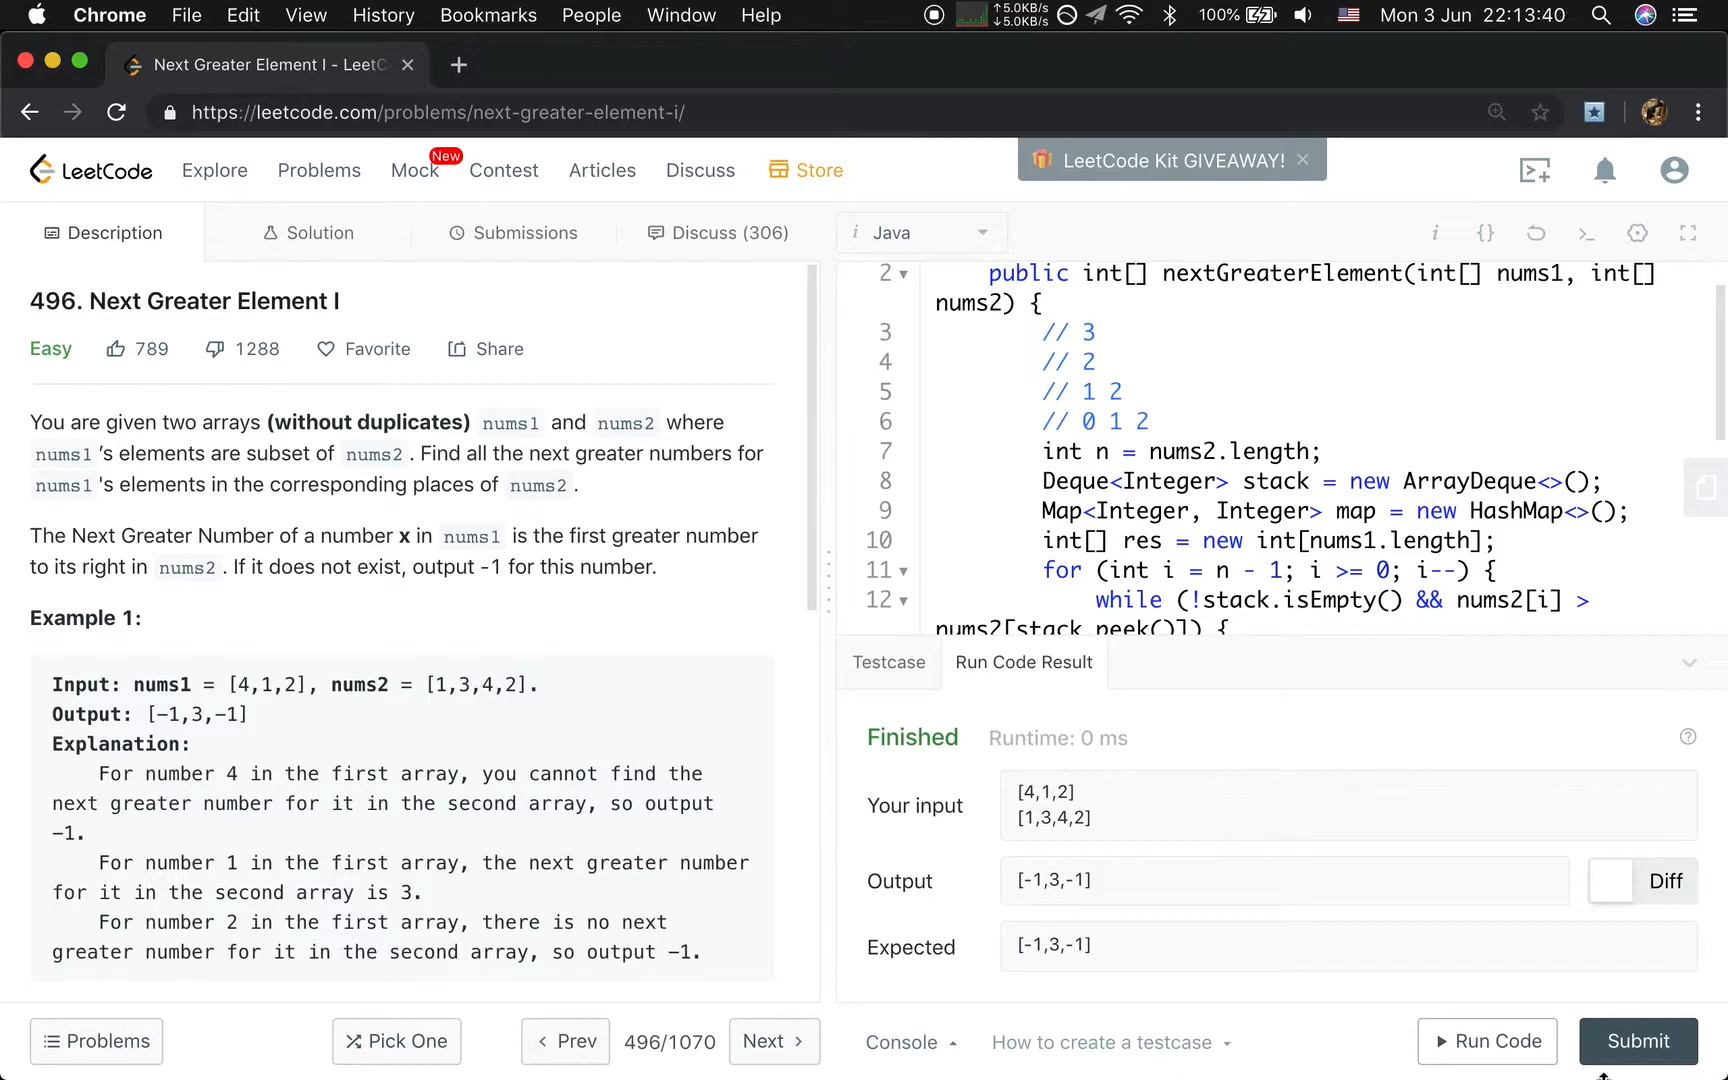 Chrome File Edit View History Bookmarks People Window Help
↑5.0KB/s
↓5.0KB/s
100%
Mon 3 Jun 22:13:40
Next Greater Element I - LeetC
https://leetcode.com/problems/next-greater-element-i/
LeetCode Explore Problems Mock New Contest Articles Discuss Store
LeetCode Kit GIVEAWAY!
Description Solution Submissions Discuss (306)
496. Next Greater Element I
Easy 789 1288 Favorite Share
You are given two arrays (without duplicates) nums1 and nums2 where
nums1 's elements are subset of nums2 . Find all the next greater numbers for
nums1 's elements in the corresponding places of nums2 .
The Next Greater Number of a number x in nums1 is the first greater number
to its right in nums2 . If it does not exist, output -1 for this number.
Example 1:
Input: nums1 = [4,1,2], nums2 = [1,3,4,2].
Output: [-1,3,-1]
Explanation:
For number 4 in the first array, you cannot find the
next greater number for it in the second array, so output
-1.
For number 1 in the first array, the next greater number
for it in the second array is 3.
For number 2 in the first array, there is no next
greater number for it in the second array, so output -1.
Problems Pick One Prev 496/1070 Next
i Java
i {}
2 public int[] nextGreaterElement(int[] nums1, int[]
nums2) {
3 // 3
4 // 2
5 // 1 2
6 // 0 1 2
7 int n = nums2.length;
8 Deque<Integer> stack = new ArrayDeque<>();
9 Map<Integer, Integer> map = new HashMap<>();
10 int[] res = new int[nums1.length];
11 for (int i = n - 1; i >= 0; i--) {
12 while (!stack.isEmpty() && nums2[i] >
nums2[stack.peek()]) {
Testcase Run Code Result
Finished Runtime: 0 ms
Your input
[4,1,2]
[1,3,4,2]
Output [-1,3,-1] Diff
Expected [-1,3,-1]
Console How to create a testcase Run Code Submit